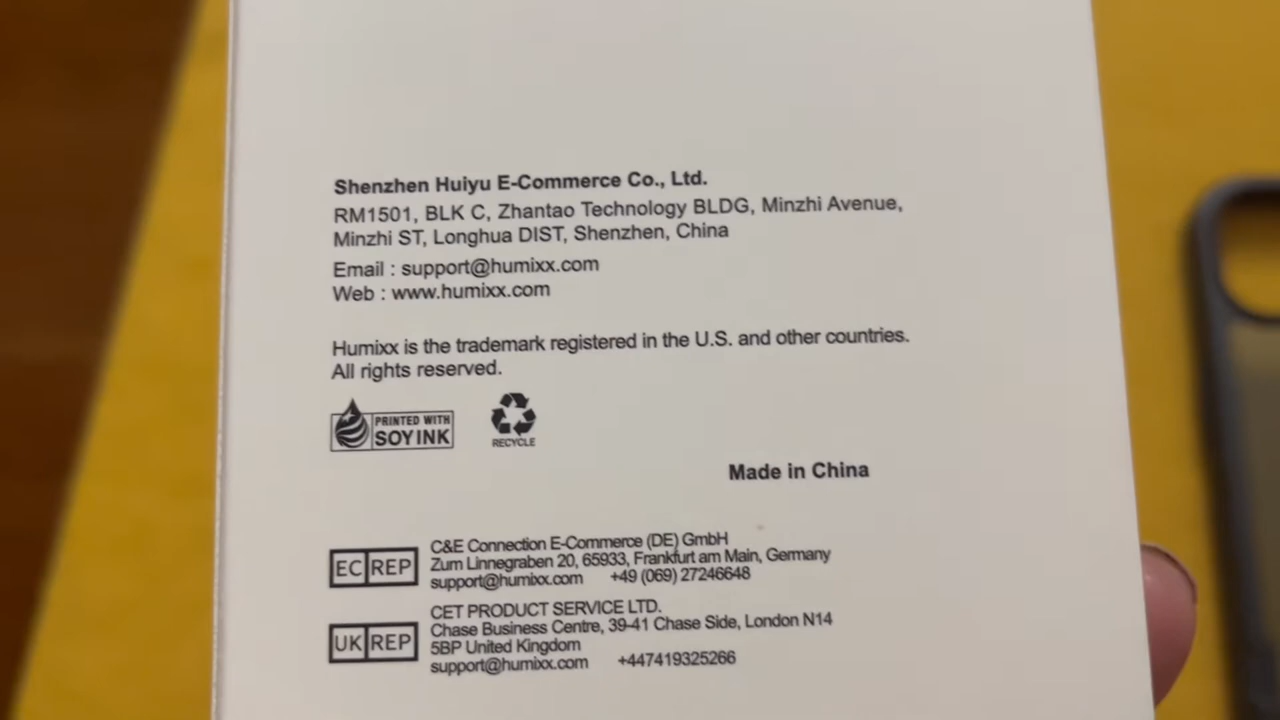 Shenzhen Huiyu E-Commerce Co., Ltd.
RM1501, BLK C, Zhantao Technology BLDG, Minzhi Avenue,
Minzhi ST, Longhua DIST, Shenzhen, China
Email : support@humixx.com
Web : www.humixx.com
Humixx is the trademark registered in the U.S. and other countries.
All rights reserved.
PRINTED WITH
SOY INK
RECYCLE
Made in China
EC REP
C&E Connection E-Commerce (DE) GmbH
Zum Linnegraben 20, 65933, Frankfurt am Main, Germany
support@humixx.com +49 (069) 27246648
UK REP
CET PRODUCT SERVICE LTD.
Chase Business Centre, 39-41 Chase Side, London N14
5BP United Kingdom
support@humixx.com +447419325266